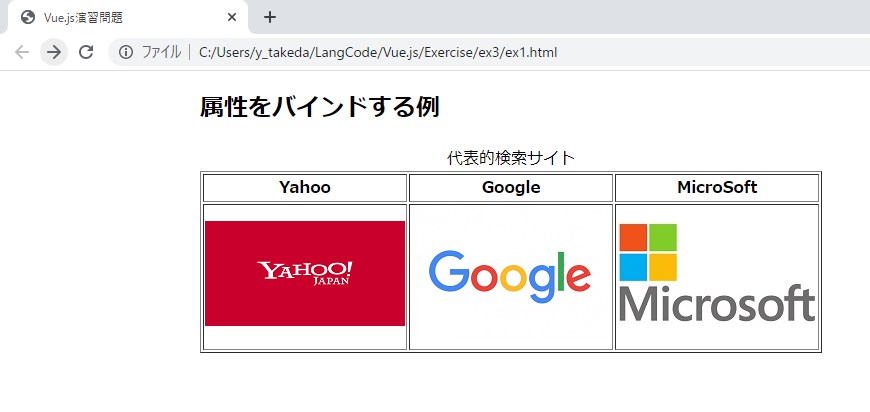 Vue.js演習問題
ファイル | C:/Users/y_takeda/LangCode/Vue.js/Exercise/ex3/ex1.html
属性をバインドする例
代表的検索サイト
Yahoo Google MicroSoft
YAHOO! JAPAN Google Microsoft